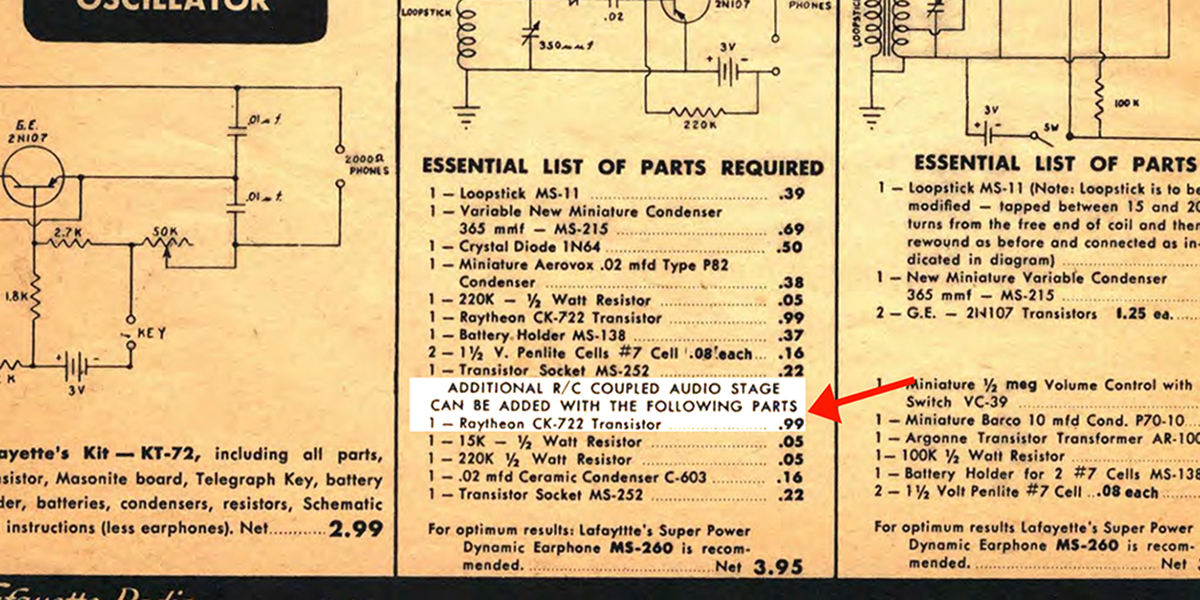 OSCILLATOR
G.E.
2N107
.01
2000Ω
PHONES
.01
2.7K
50K
1.8K
KEY
K
3V
ayette's Kit — KT-72, including all parts,
sistor, Masonite board, Telegraph Key, battery
der, batteries, condensers, resistors, Schematic
instructions (less earphones). Net 2.99
LOOPSTICK
.02
2N107
PHONES
350
3V
220K
ESSENTIAL LIST OF PARTS REQUIRED
1 — Loopstick MS-11 .39
1 — Variable New Miniature Condenser
365 mmf — MS-215 .69
1 — Crystal Diode 1N64 .50
1 — Miniature Aerovox .02 mfd Type P82
Condenser .38
1 — 220K — ½ Watt Resistor .05
1 — Raytheon CK-722 Transistor .99
1 — Battery Holder MS-138 .37
2 — 1½ V. Penlite Cells #7 Cell .08 each .16
1 — Transistor Socket MS-252 .22
ADDITIONAL R/C COUPLED AUDIO STAGE
CAN BE ADDED WITH THE FOLLOWING PARTS
1 — Raytheon CK-722 Transistor .99
1 — 15K — ½ Watt Resistor .05
1 — 220K ½ Watt Resistor .05
1 — .02 mfd Ceramic Condenser C-603 .16
1 — Transistor Socket MS-252 .22
For optimum results: Lafayttte's Super Power
Dynamic Earphone MS-260 is recom-
mended. Net 3.95
LOOPSTICK
3V
SW
100 K
ESSENTIAL LIST OF PARTS
1 — Loopstick MS-11 (Note: Loopstick is to be
modified — tapped between 15 and 20
turns from the free end of coil and then
rewound as before and connected as in-
dicated in diagram)
1 — New Miniature Variable Condenser
365 mmf — MS-215
2 — G.E. — 2N107 Transistors 1.25 ea.
1 — Miniature ½ meg Volume Control with
Switch VC-39
1 — Miniature Barco 10 mfd Cond. P70-10
1 — Argonne Transistor Transformer AR-100
1— 100K ½ Watt Resistor
1 — Battery Holder for 2 #7 Cells MS-138
2 — 1½ Volt Penlite #7 Cell .08 each
For optimum results Lafayette's Super Power
Dynamic Earphone MS-260 is recom-
mended. Net